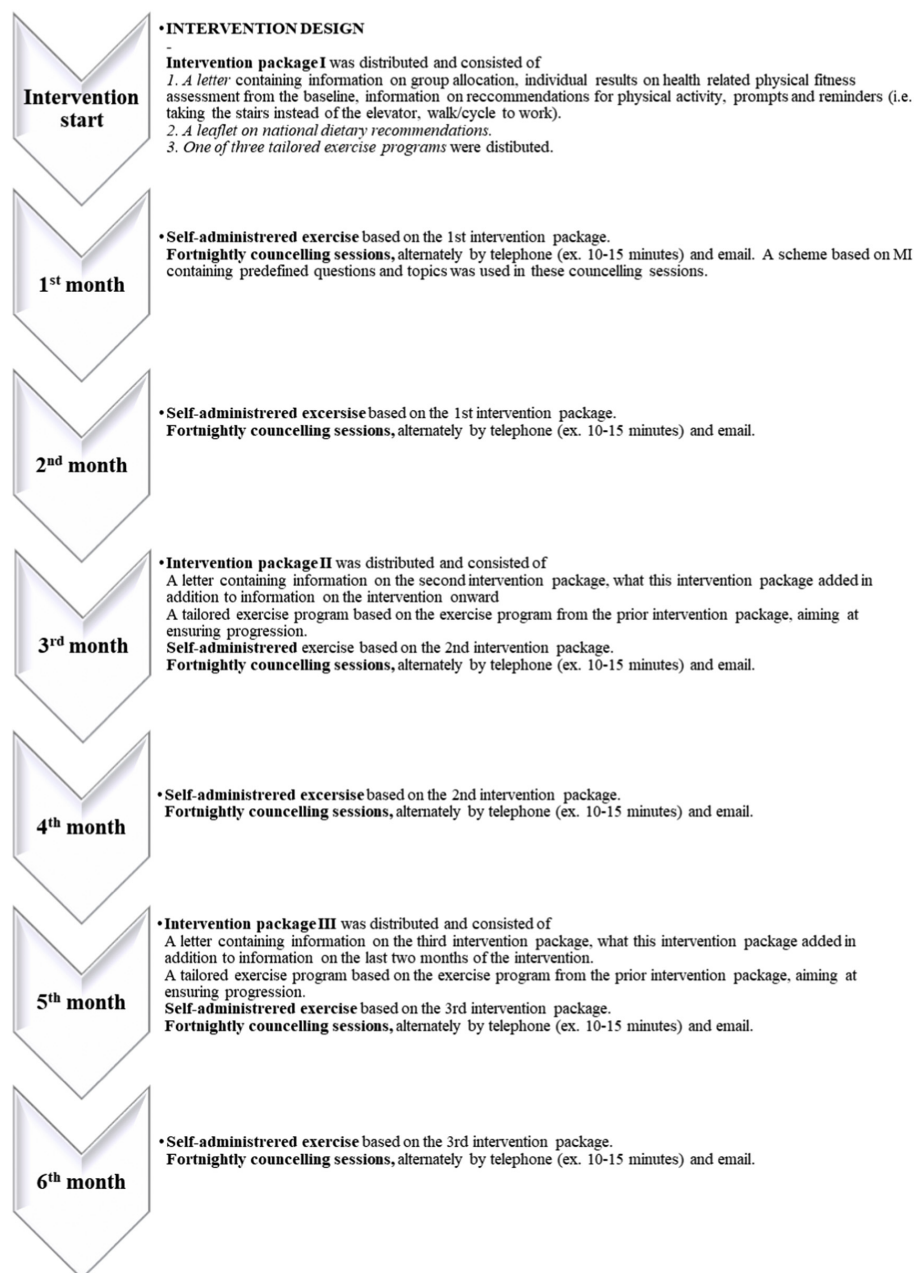 •INTERVENTION DESIGN
-
Intervention package I was distributed and consisted of
1. A letter containing information on group allocation, individual results on health related physical fitness
assessment from the baseline, information on reccommendations for physical activity, prompts and reminders (i.e.
taking the stairs instead of the elevator, walk/cycle to work).
2. A leaflet on national dietary recommendations.
3. One of three tailored exercise programs were distibuted.
Intervention
start
•Self-administrered exercise based on the 1st intervention package.
Fortnightly councelling sessions, alternately by telephone (ex. 10-15 minutes) and email. A scheme based on MI
containing predefined questions and topics was used in these councelling sessions.
1st month
•Self-administrered excersise based on the 1st intervention package.
Fortnightly councelling sessions, alternately by telephone (ex. 10-15 minutes) and email.
2nd month
•Intervention package II was distributed and consisted of
A letter containing information on the second intervention package, what this intervention package added in
addition to information on the intervention onward
A tailored exercise program based on the exercise program from the prior intervention package, aiming at
ensuring progression.
Self-administrered exercise based on the 2nd intervention package.
Fortnightly councelling sessions, alternately by telephone (ex. 10-15 minutes) and email.
3rd month
•Self-administrered excersise based on the 2nd intervention package.
Fortnightly councelling sessions, alternately by telephone (ex. 10-15 minutes) and email.
4th month
•Intervention package III was distributed and consisted of
A letter containing information on the third intervention package, what this intervention package added in
addition to information on the last two months of the intervention.
A tailored exercise program based on the exercise program from the prior intervention package, aiming at
ensuring progression.
Self-administrered exercise based on the 3rd intervention package.
Fortnightly councelling sessions, alternately by telephone (ex. 10-15 minutes) and email.
5th month
•Self-administrered exercise based on the 3rd intervention package.
Fortnightly councelling sessions, alternately by telephone (ex. 10-15 minutes) and email.
6th month